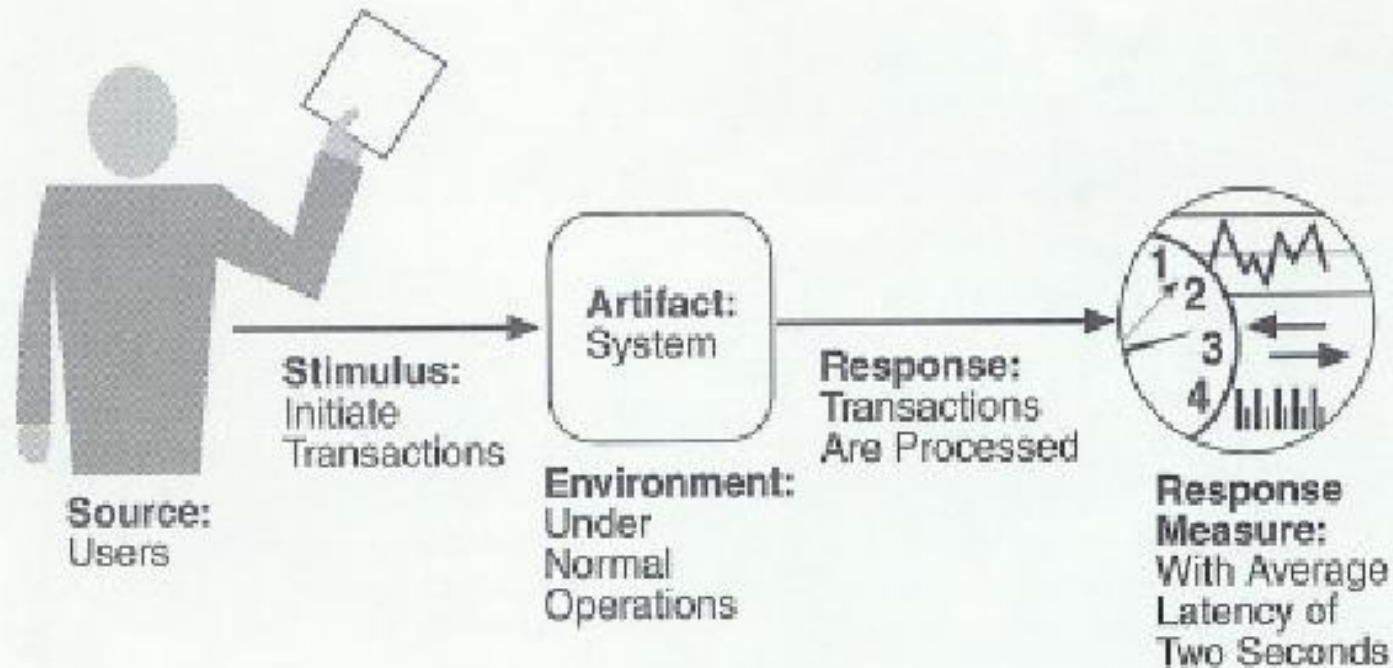 Source:
Users
Stimulus:
Initiate
Transactions
Artifact:
System
Environment:
Under
Normal
Operations
Response:
Transactions
Are Processed
1
2
3
4
Response
Measure:
With Average
Latency of
Two Seconds